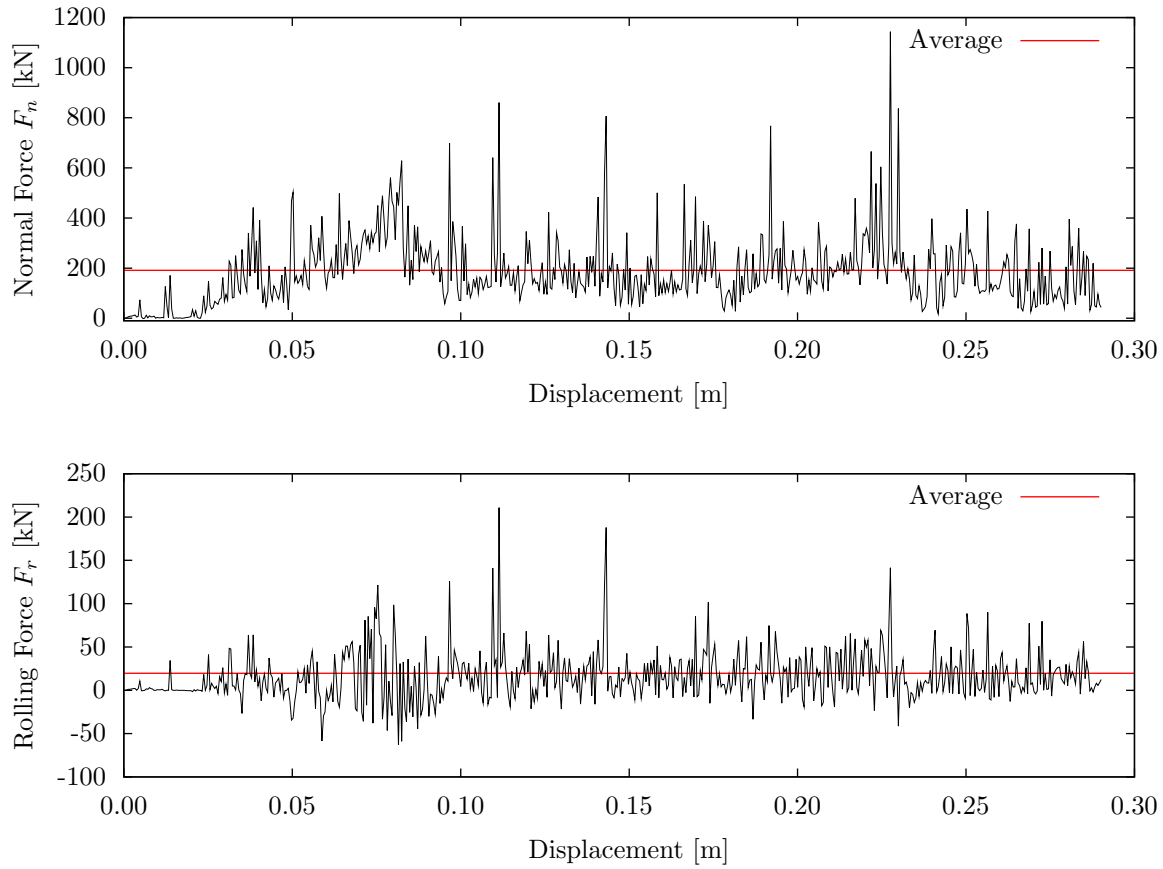 Normal Force Fn [kN]
1200
1000
800
600
400
200
0
Average
0.00 0.05 0.10 0.15 0.20 0.25 0.30
Displacement [m]
Rolling Force Fr [kN]
250
200
150
100
50
0
-50
-100
Average
0.00 0.05 0.10 0.15 0.20 0.25 0.30
Displacement [m]